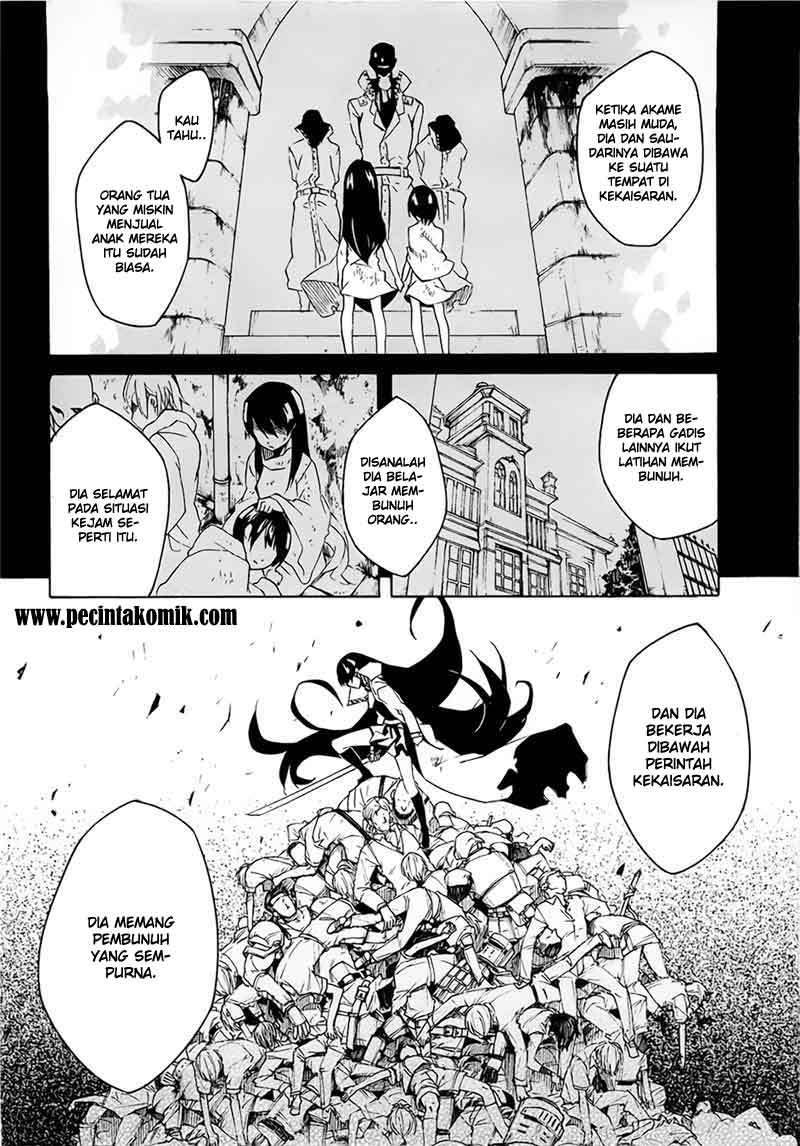 KETIKA AKAME
MASIH MUDA,
DIA DAN SAU-
DARINYA DIBAWA
KE SUATU
TEMPAT DI
KEKAISARAN.
KAU
TAHU..
ORANG TUA
YANG MISKIN
MENJUAL
ANAK MEREKA
ITU SUDAH
BIASA.
DIA DAN BE-
BERAPA GADIS
LAINNYA IKUT
LATIHAN MEM-
BUNUH.
DISANALAH
DIA BELA-
JAR MEM-
BUNUH
ORANG..
DIA SELAMAT
PADA SITUASI
KEJAM SE-
PERTI ITU.
www.pecintakomik.com
DAN DIA
BEKERJA
DIBAWAH
PERINTAH
KEKAISARAN.
DIA MEMANG
PEMBUNUH
YANG SEM-
PURNA.